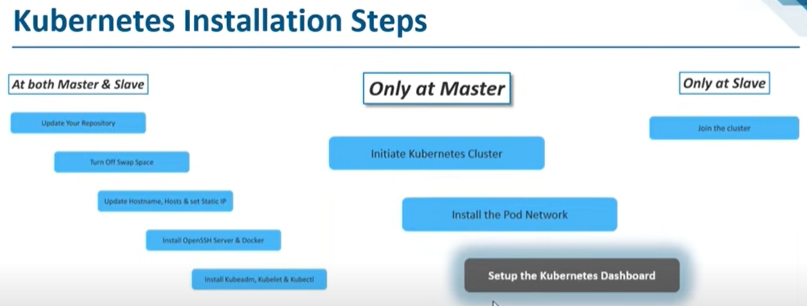 Kubernetes Installation Steps
At both Master & Slave
Update Your Repository
Turn Off Swap Space
Update Hostname, Hosts & set Static IP
Install OpenSSH Server & Docker
Install Kubeadm, Kubelet & Kubectl
Only at Master
Initiate Kubernetes Cluster
Install the Pod Network
Setup the Kubernetes Dashboard
Only at Slave
Join the cluster